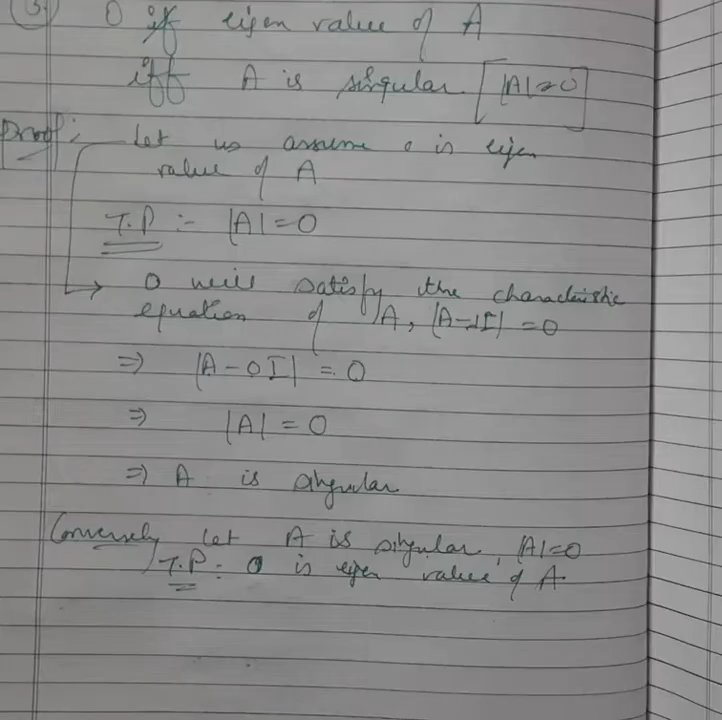 (3. 0 is eigen value of A
iff A is singular [|A|=0]
Proof : Let us assume 0 is eigen
value of A
T.P :- |A| = 0
→ 0 will satisfy the characteristic
equation of A, |A-λI| = 0
⇒ |A - 0I| = 0
⇒ |A| = 0
⇒ A is singular
Conversely Let A is singular, |A|=0
T.P : 0 is eigen value of A